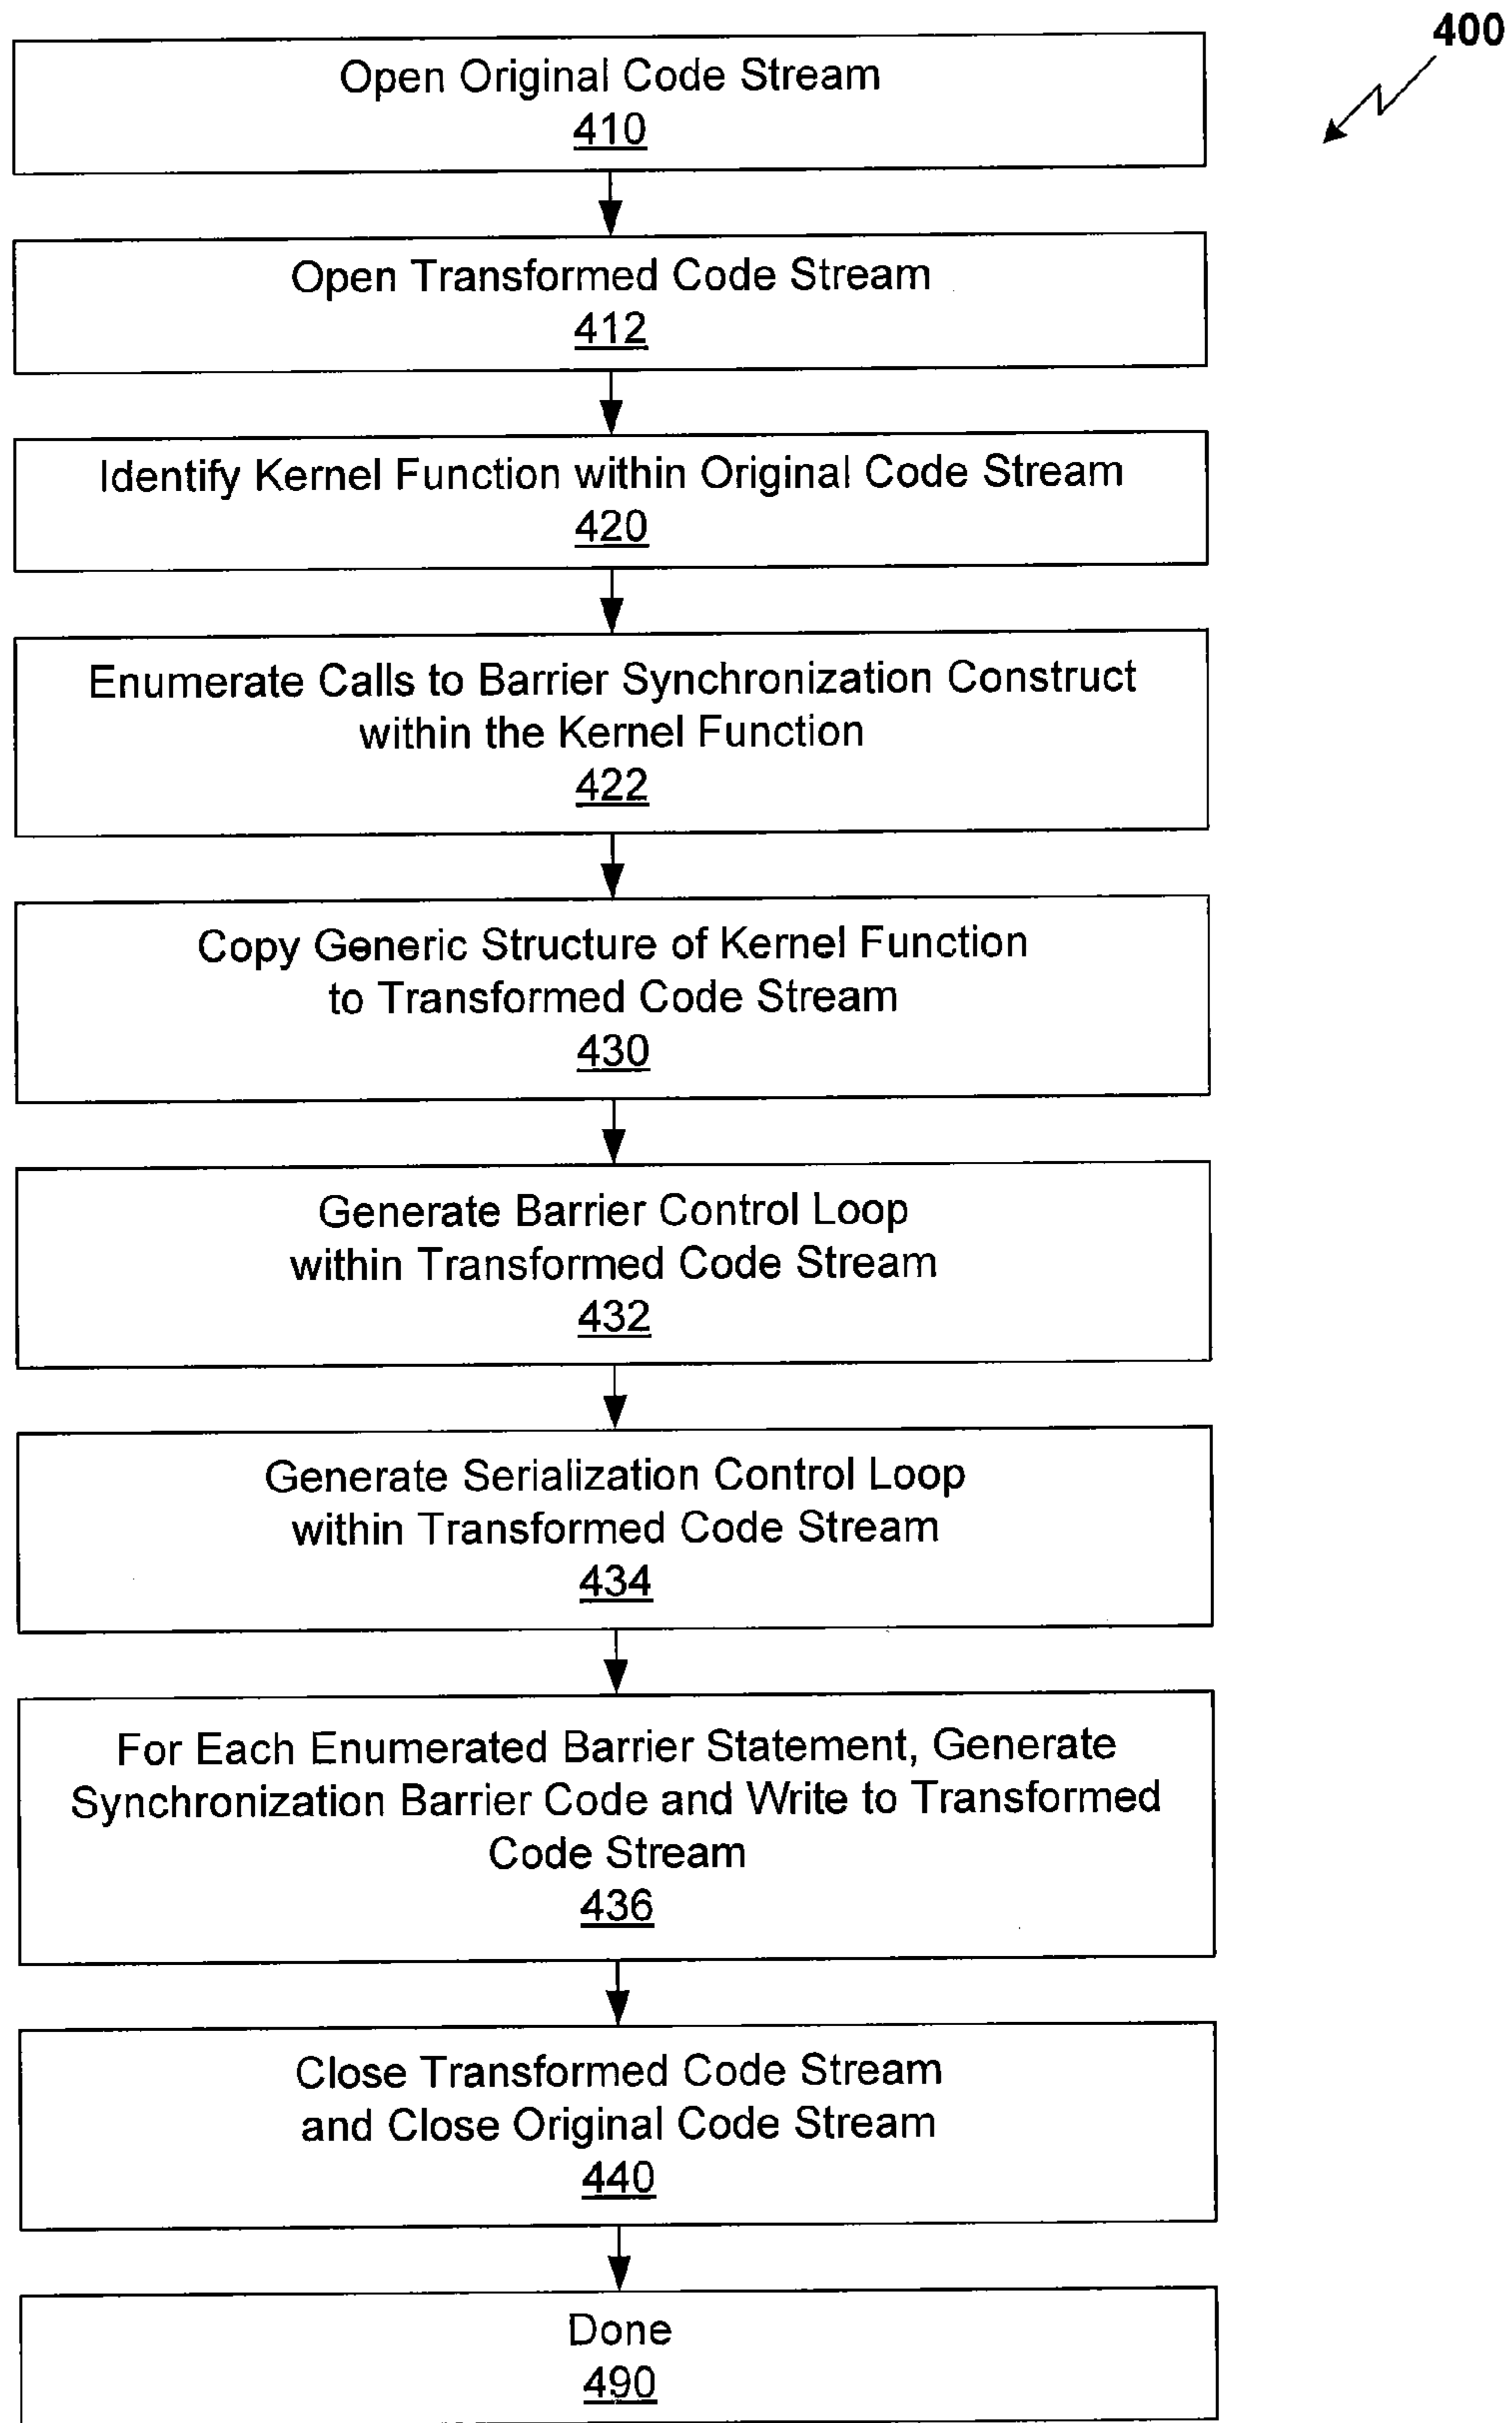 400
Open Original Code Stream
410
Open Transformed Code Stream
412
Identify Kernel Function within Original Code Stream
420
Enumerate Calls to Barrier Synchronization Construct
within the Kernel Function
422
Copy Generic Structure of Kernel Function
to Transformed Code Stream
430
Generate Barrier Control Loop
within Transformed Code Stream
432
Generate Serialization Control Loop
within Transformed Code Stream
434
For Each Enumerated Barrier Statement, Generate
Synchronization Barrier Code and Write to Transformed
Code Stream
436
Close Transformed Code Stream
and Close Original Code Stream
440
Done
490